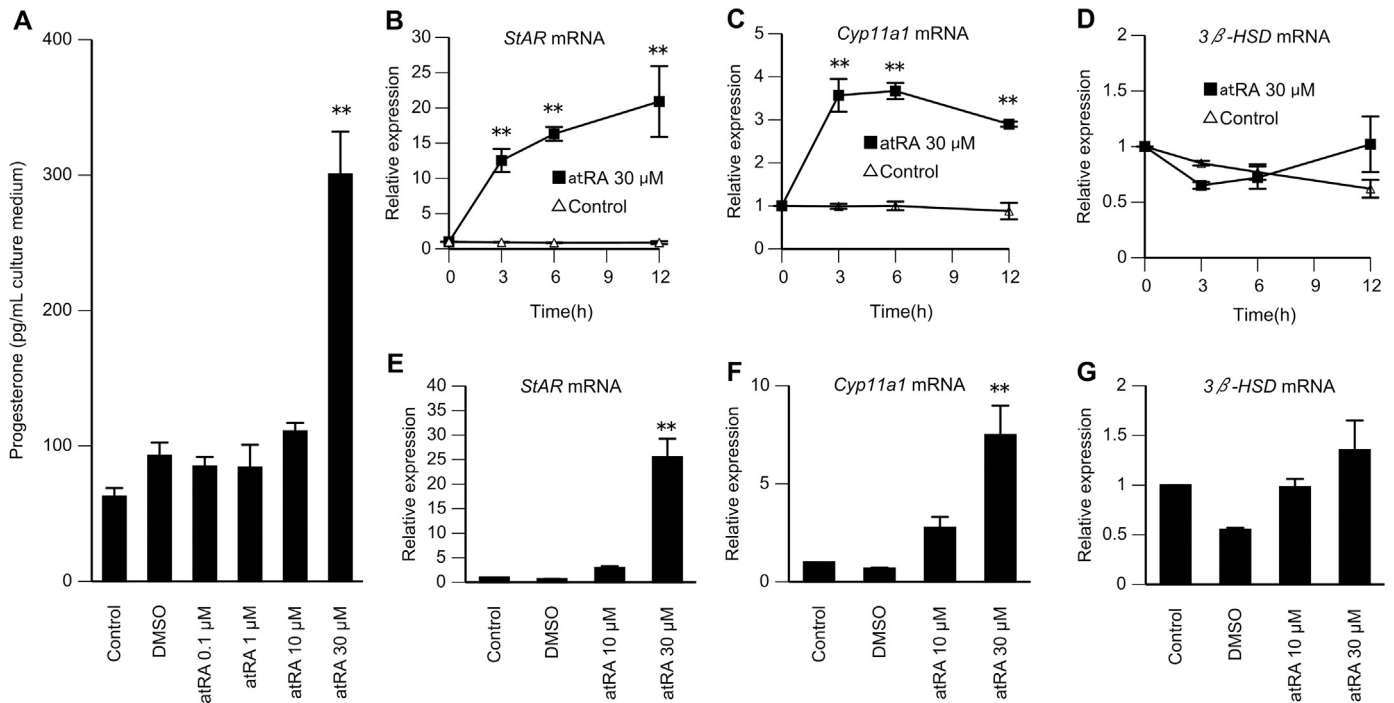 A
Progesterone (pg/mL culture medium)
400
300
200
100
0
**
Control
DMSO
atRA 0.1 µM
atRA 1 µM
atRA 10 µM
atRA 30 µM
B
StAR mRNA
Relative expression
30
25
20
15
10
5
1
0
**
**
**
atRA 30 µM
Control
0
3
6
9
12
Time(h)
C
Cyp11a1 mRNA
Relative expression
5
4
3
2
1
0
**
**
**
atRA 30 µM
Control
0
3
6
9
12
Time(h)
D
3β-HSD mRNA
Relative expression
2
1.5
1
0.5
0
atRA 30 µM
Control
0
3
6
9
12
Time(h)
E
StAR mRNA
Relative expression
40
35
30
25
20
15
10
5
0
**
Control
DMSO
atRA 10 µM
atRA 30 µM
F
Cyp11a1 mRNA
Relative expression
10
5
0
**
Control
DMSO
atRA 10 µM
atRA 30 µM
G
3β-HSD mRNA
Relative expression
2
1.5
1
0.5
0
Control
DMSO
atRA 10 µM
atRA 30 µM